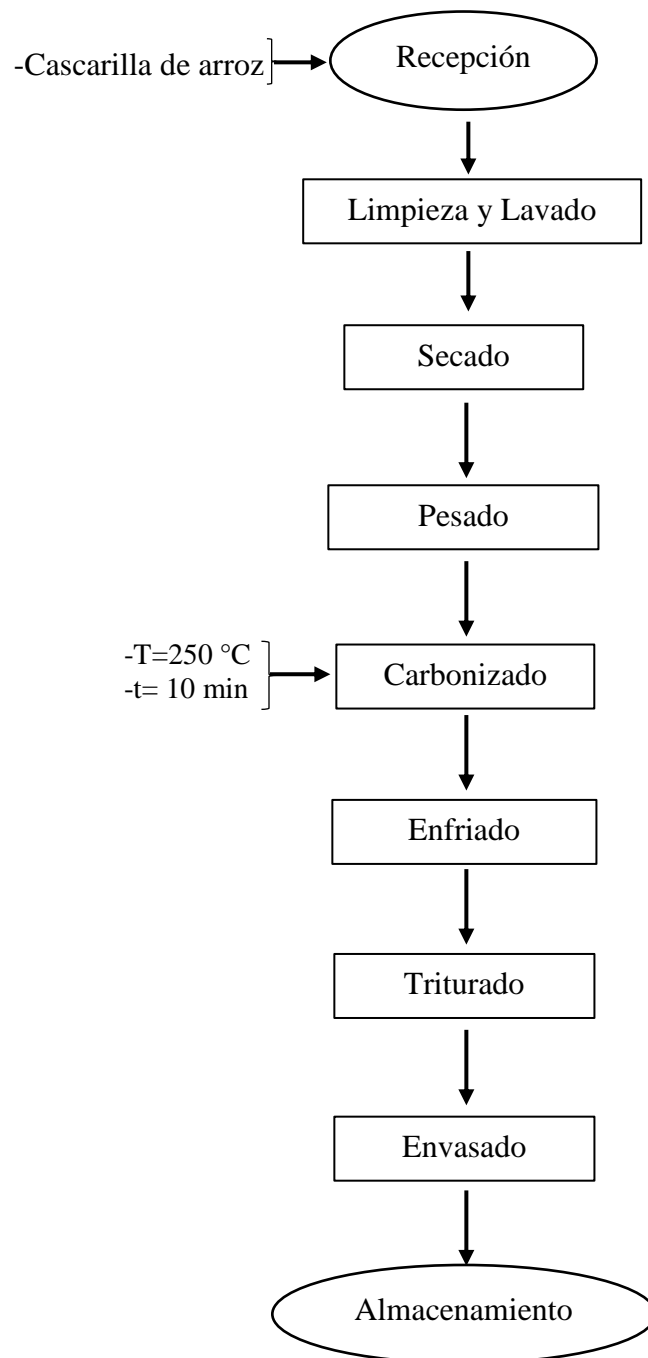 -Cascarilla de arroz
Recepción
Limpieza y Lavado
Secado
Pesado
-T=250 °C
-t= 10 min
Carbonizado
Enfriado
Triturado
Envasado
Almacenamiento